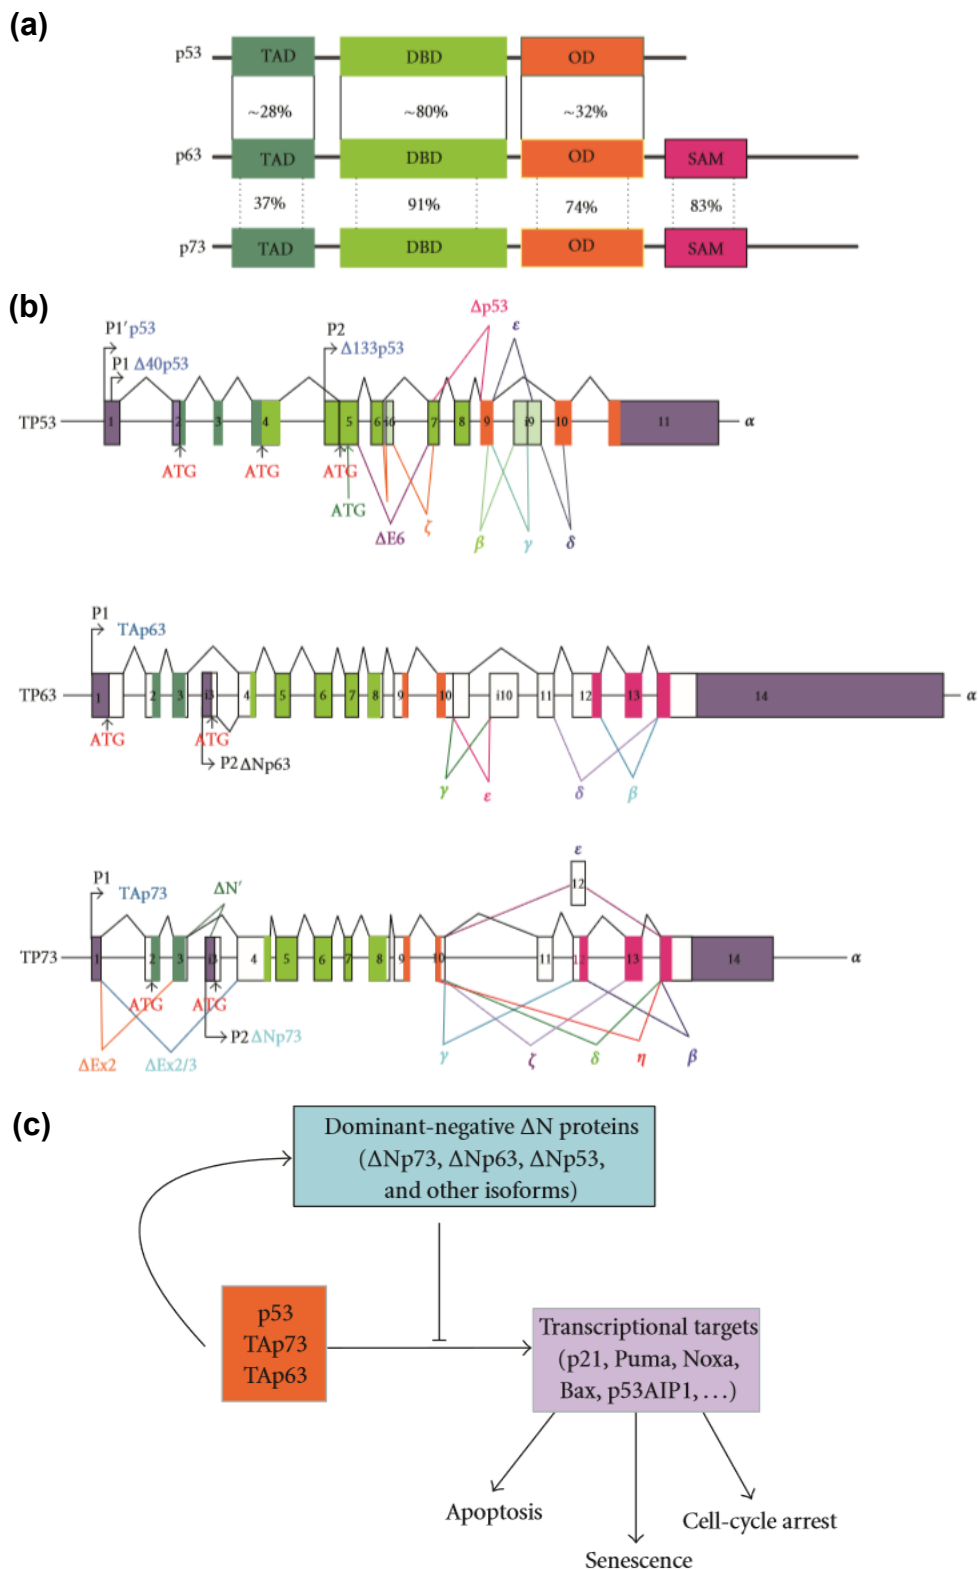 (a)
p53 TAD DBD OD
~28% ~80% ~32%
p63 TAD DBD OD SAM
37% 91% 74% 83%
p73 TAD DBD OD SAM
(b)
Δp53
P1′ p53 P2 ε
P1 Δ40p53 Δ133p53
TP53 1 2 3 4 5 6 7 8 9 i9 10 11 α
ATG ATG ATG
ATG
ΔE6 ζ β γ δ
P1
TAp63
TP63 1 2 3 i3 4 5 6 7 8 9 10 i10 11 12 13 14 α
ATG ATG
P2 ΔNp63
γ ε δ β
ε
P1 12
TAp73 ΔN′
TP73 1 2 3 i3 4 5 6 7 8 9 10 11 12 13 14 α
ATG ATG
P2 ΔNp73
ΔEx2 ΔEx2/3 γ ζ δ η β
(c)
Dominant-negative ΔN proteins
(ΔNp73, ΔNp63, ΔNp53,
and other isoforms)
p53
TAp73
TAp63
Transcriptional targets
(p21, Puma, Noxa,
Bax, p53AIP1, …)
Apoptosis
Cell-cycle arrest
Senescence